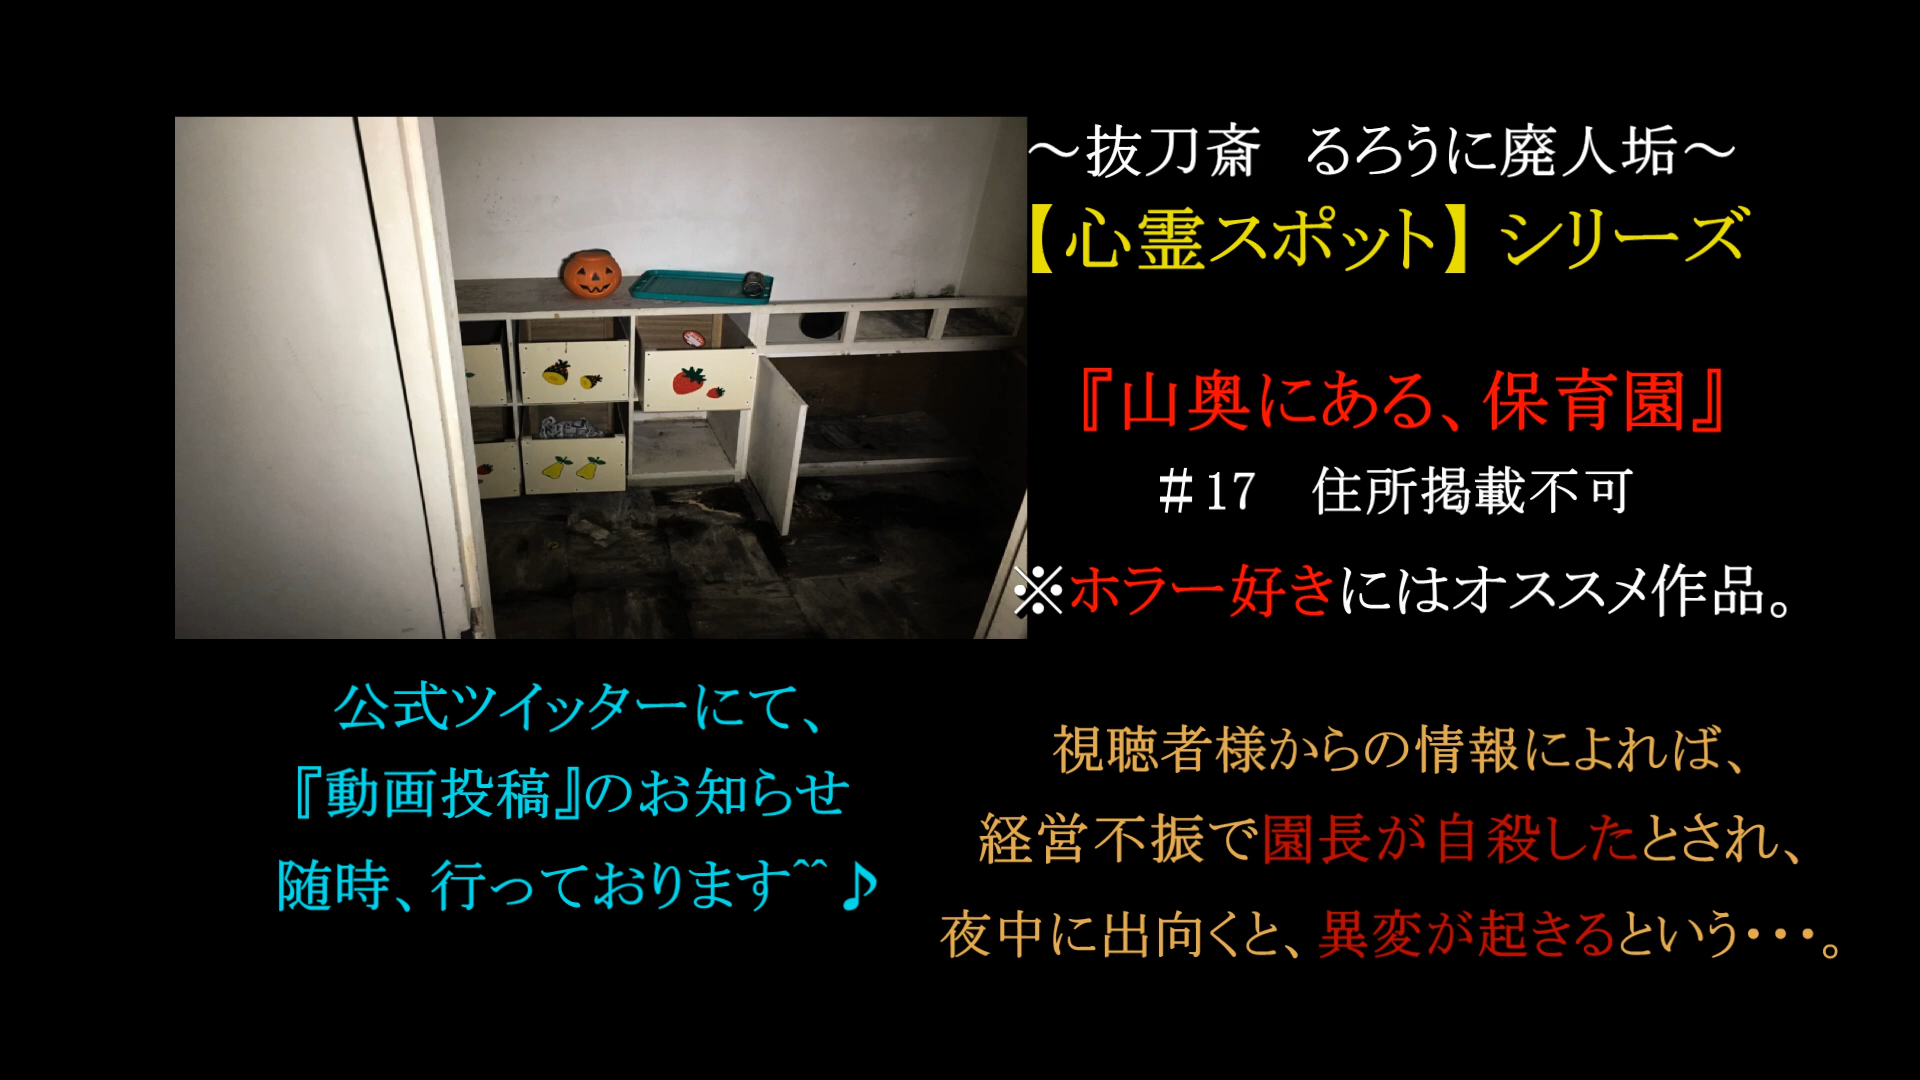 ～抜刀斎　るろうに廃人垢～
【心霊スポット】シリーズ
『山奥にある、保育園』
＃17　住所掲載不可
※ホラー好きにはオススメ作品。
公式ツイッターにて、
『動画投稿』のお知らせ
随時、行っております^^♪
視聴者様からの情報によれば、
経営不振で園長が自殺したとされ、
夜中に出向くと、異変が起きるという・・・。